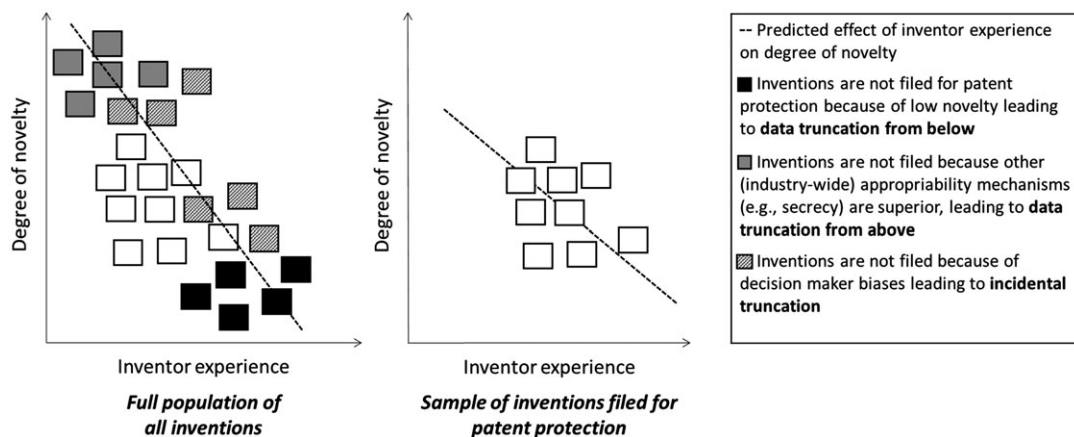 Degree of novelty
Inventor experience
Full population of
all inventions
Degree of novelty
Inventor experience
Sample of inventions filed for
patent protection
-- Predicted effect of inventor experience
on degree of novelty
Inventions are not filed for patent
protection because of low novelty leading
to data truncation from below
Inventions are not filed because other
(industry-wide) appropriability mechanisms
(e.g., secrecy) are superior, leading to data
truncation from above
Inventions are not filed because of
decision maker biases leading to incidental
truncation